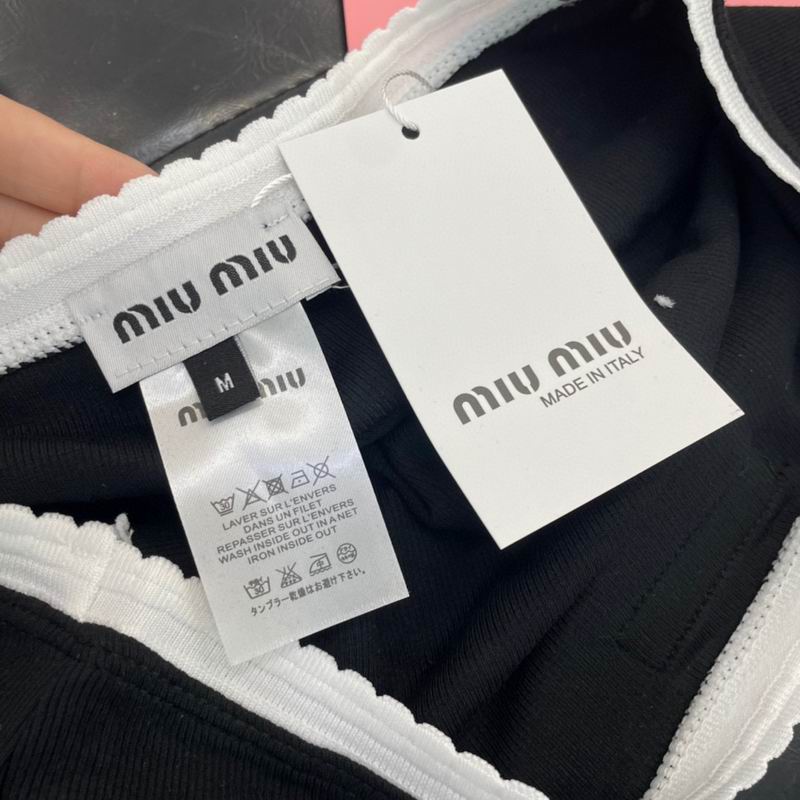 MIU MIU
M
MIU MIU
MADE IN ITALY
MIU
30
LAVER SUR L'ENVERS
DANS UN FILET
REPASSER SUR L'ENVERS
WASH INSIDE OUT IN A NET
IRON INSIDE OUT
30
タンブラー乾燥はお避け下さい。